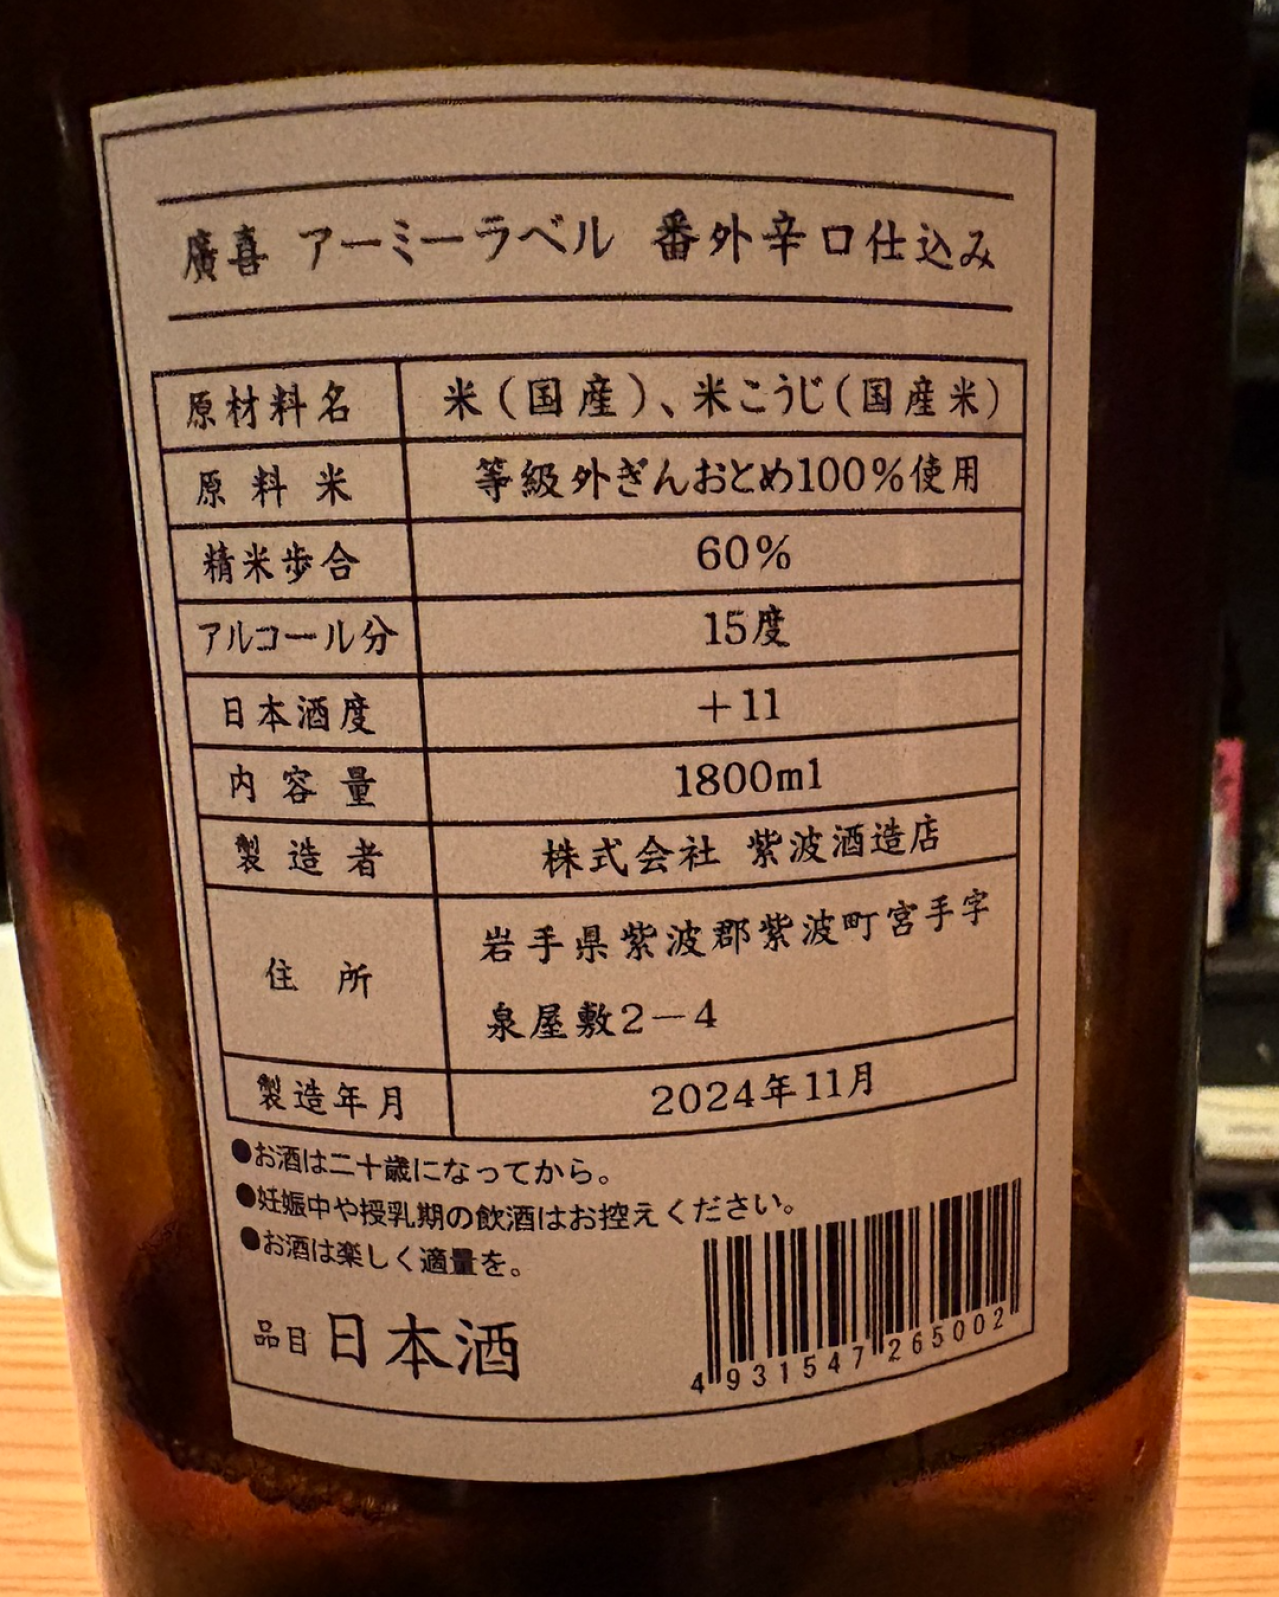 廣喜 アーミーラベル 番外辛口仕込み
原材料名 米（国産）、米こうじ（国産米）
原料米 等級外ぎんおとめ100％使用
精米歩合 60％
アルコール分 15度
日本酒度 ＋11
内容量 1800ml
製造者 株式会社 紫波酒造店
住所 岩手県紫波郡紫波町宮手字
泉屋敷2－4
製造年月 2024年11月
●お酒は二十歳になってから。
●妊娠中や授乳期の飲酒はお控えください。
●お酒は楽しく適量を。
品目 日本酒
4931547265002